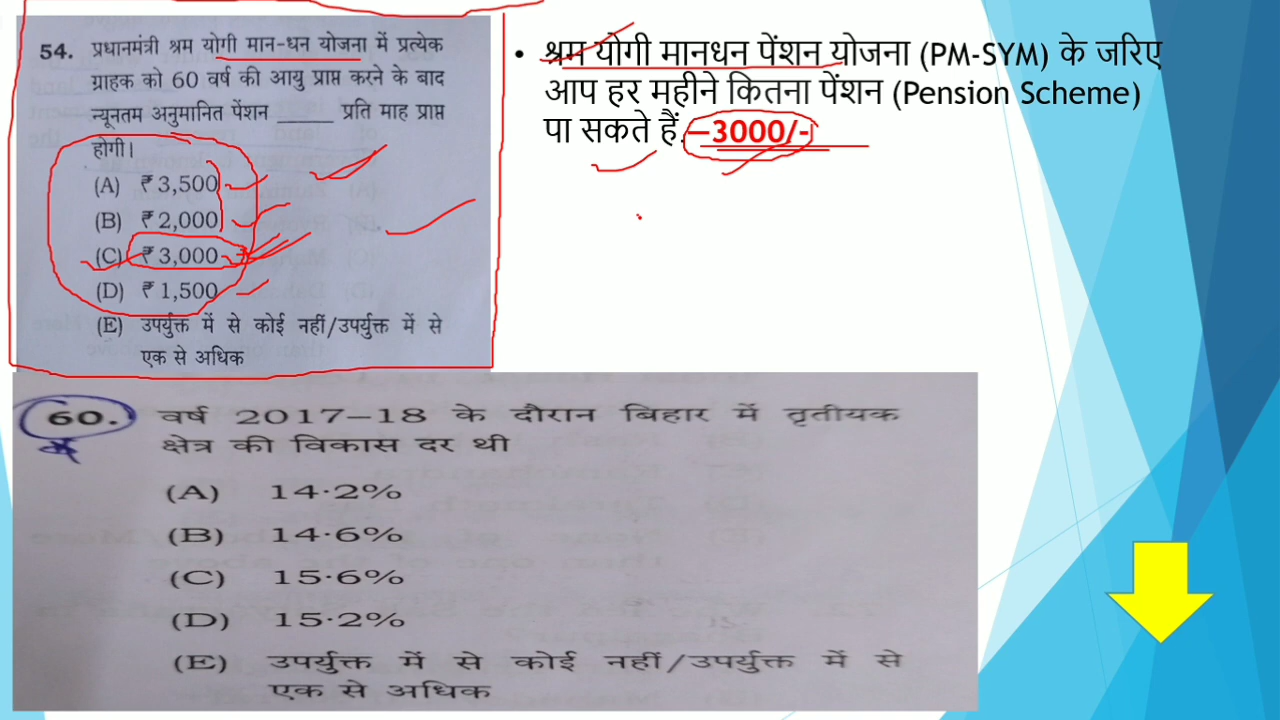 54. प्रधानमंत्री श्रम योगी मान-धन योजना में प्रत्येक
ग्राहक को 60 वर्ष की आयु प्राप्त करने के बाद
न्यूनतम अनुमानित पेंशन ______ प्रति माह प्राप्त
होगी।
(A) ₹ 3,500
(B) ₹ 2,000
(C) ₹ 3,000
(D) ₹ 1,500
(E) उपर्युक्त में से कोई नहीं/उपर्युक्त में से
एक से अधिक
• श्रम योगी मानधन पेंशन योजना (PM-SYM) के जरिए
आप हर महीने कितना पेंशन (Pension Scheme)
पा सकते हैं.–3000/-
60. वर्ष 2017–18 के दौरान बिहार में तृतीयक
क्षेत्र की विकास दर थी
(A) 14·2%
(B) 14·6%
(C) 15·6%
(D) 15·2%
(E) उपर्युक्त में से कोई नहीं/उपर्युक्त में से
एक से अधिक